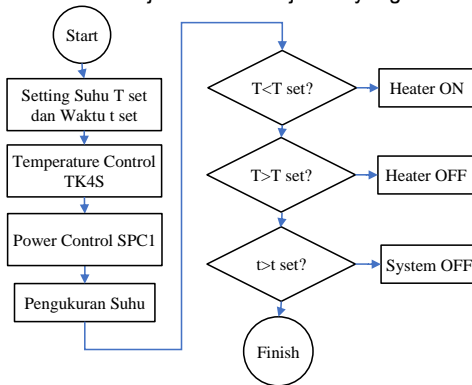 Start
Setting Suhu T set
dan Waktu t set
Temperature Control
TK4S
Power Control SPC1
Pengukuran Suhu
T<T set?
Heater ON
T>T set?
Heater OFF
t>t set?
System OFF
Finish